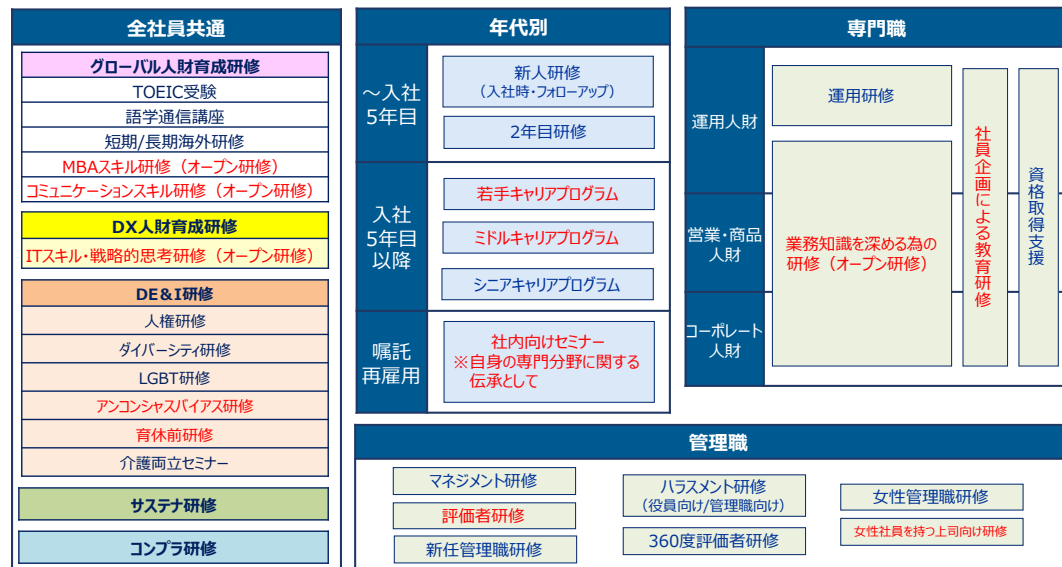 全社員共通
グローバル人財育成研修
TOEIC受験
語学通信講座
短期/長期海外研修
MBAスキル研修（オープン研修）
コミュニケーションスキル研修（オープン研修）
DX人財育成研修
ITスキル・戦略的思考研修（オープン研修）
DE&I研修
人権研修
ダイバーシティ研修
LGBT研修
アンコンシャスバイアス研修
育休前研修
介護両立セミナー
サステナ研修
コンプラ研修
年代別
～入社
5年目
新人研修
（入社時・フォローアップ）
2年目研修
入社
5年目
以降
若手キャリアプログラム
ミドルキャリアプログラム
シニアキャリアプログラム
嘱託
再雇用
社内向けセミナー
※自身の専門分野に関する
伝承として
専門職
運用人財
営業・商品
人財
コーポレート
人財
運用研修
業務知識を深める為の
研修（オープン研修）
社員企画による教育研修
資格取得支援
管理職
マネジメント研修
評価者研修
新任管理職研修
ハラスメント研修
（役員向け/管理職向け）
360度評価者研修
女性管理職研修
女性社員を持つ上司向け研修